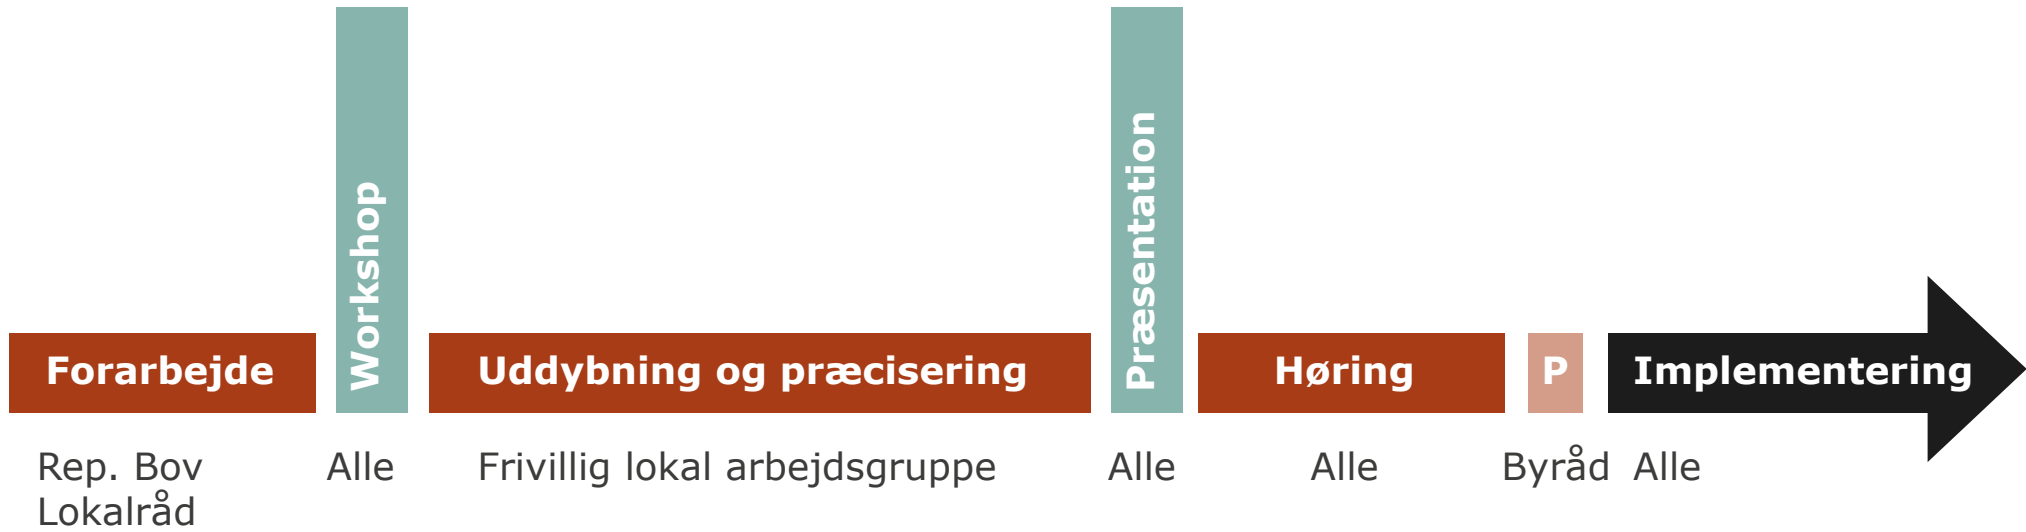 Workshop
Præsentation
Forarbejde
Uddybning og præcisering
Høring
P
Implementering
Rep. Bov
Lokalråd
Alle
Frivillig lokal arbejdsgruppe
Alle
Alle
Byråd
Alle